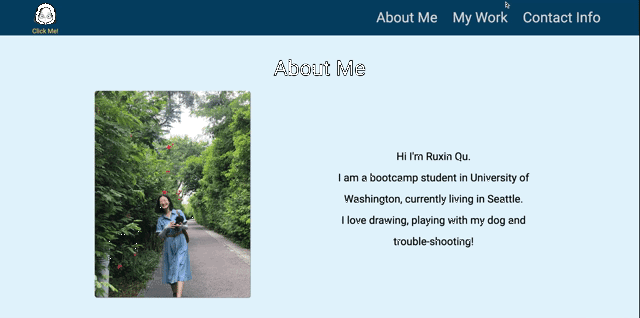 About Me My Work Contact Info
Click Me!
About Me
Hi I'm Ruxin Qu.
I am a bootcamp student in University of
Washington, currently living in Seattle.
I love drawing, playing with my dog and
trouble-shooting!